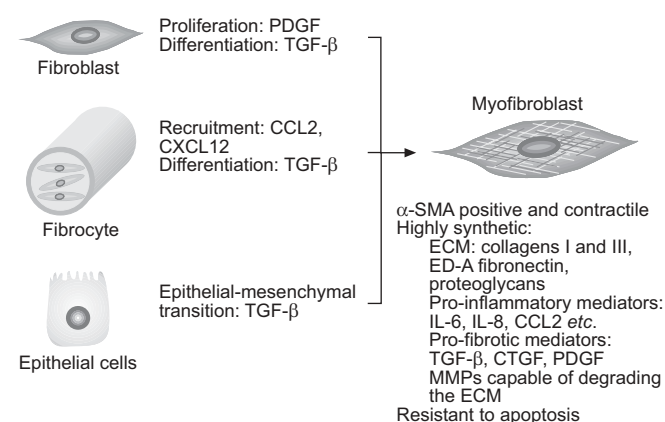 Proliferation: PDGF
Differentiation: TGF-β
Fibroblast
Recruitment: CCL2,
CXCL12
Differentiation: TGF-β
Fibrocyte
Epithelial-mesenchymal
transition: TGF-β
Epithelial cells
Myofibroblast
α-SMA positive and contractile
Highly synthetic:
ECM: collagens I and III,
ED-A fibronectin,
proteoglycans
Pro-inflammatory mediators:
IL-6, IL-8, CCL2 etc.
Pro-fibrotic mediators:
TGF-β, CTGF, PDGF
MMPs capable of degrading
the ECM
Resistant to apoptosis